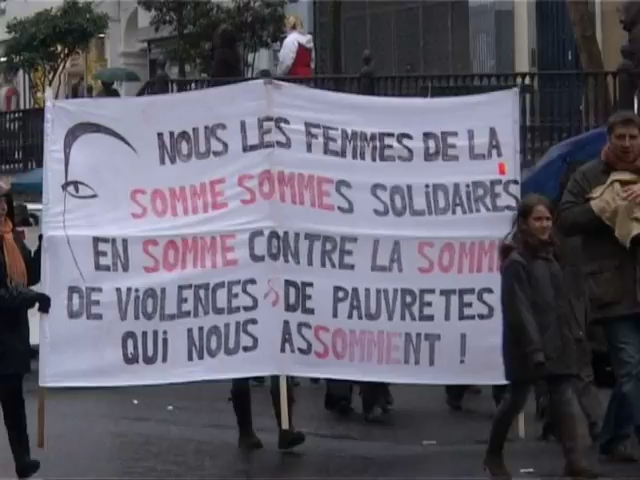 NOUS LES FEMMES DE LA
SOMME SOMMES SOLiDAiRES
EN SOMME CONTRE LA SOMM
DE ViOLENCES & DE PAUVRETES
QUi NOUS ASSOMMENT !